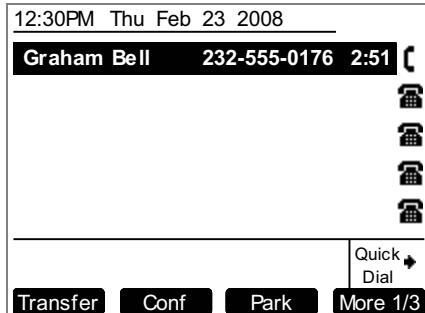 12:30PM Thu Feb 23 2008
Graham Bell 232-555-0176 2:51
Quick
Dial
Transfer Conf Park More 1/3